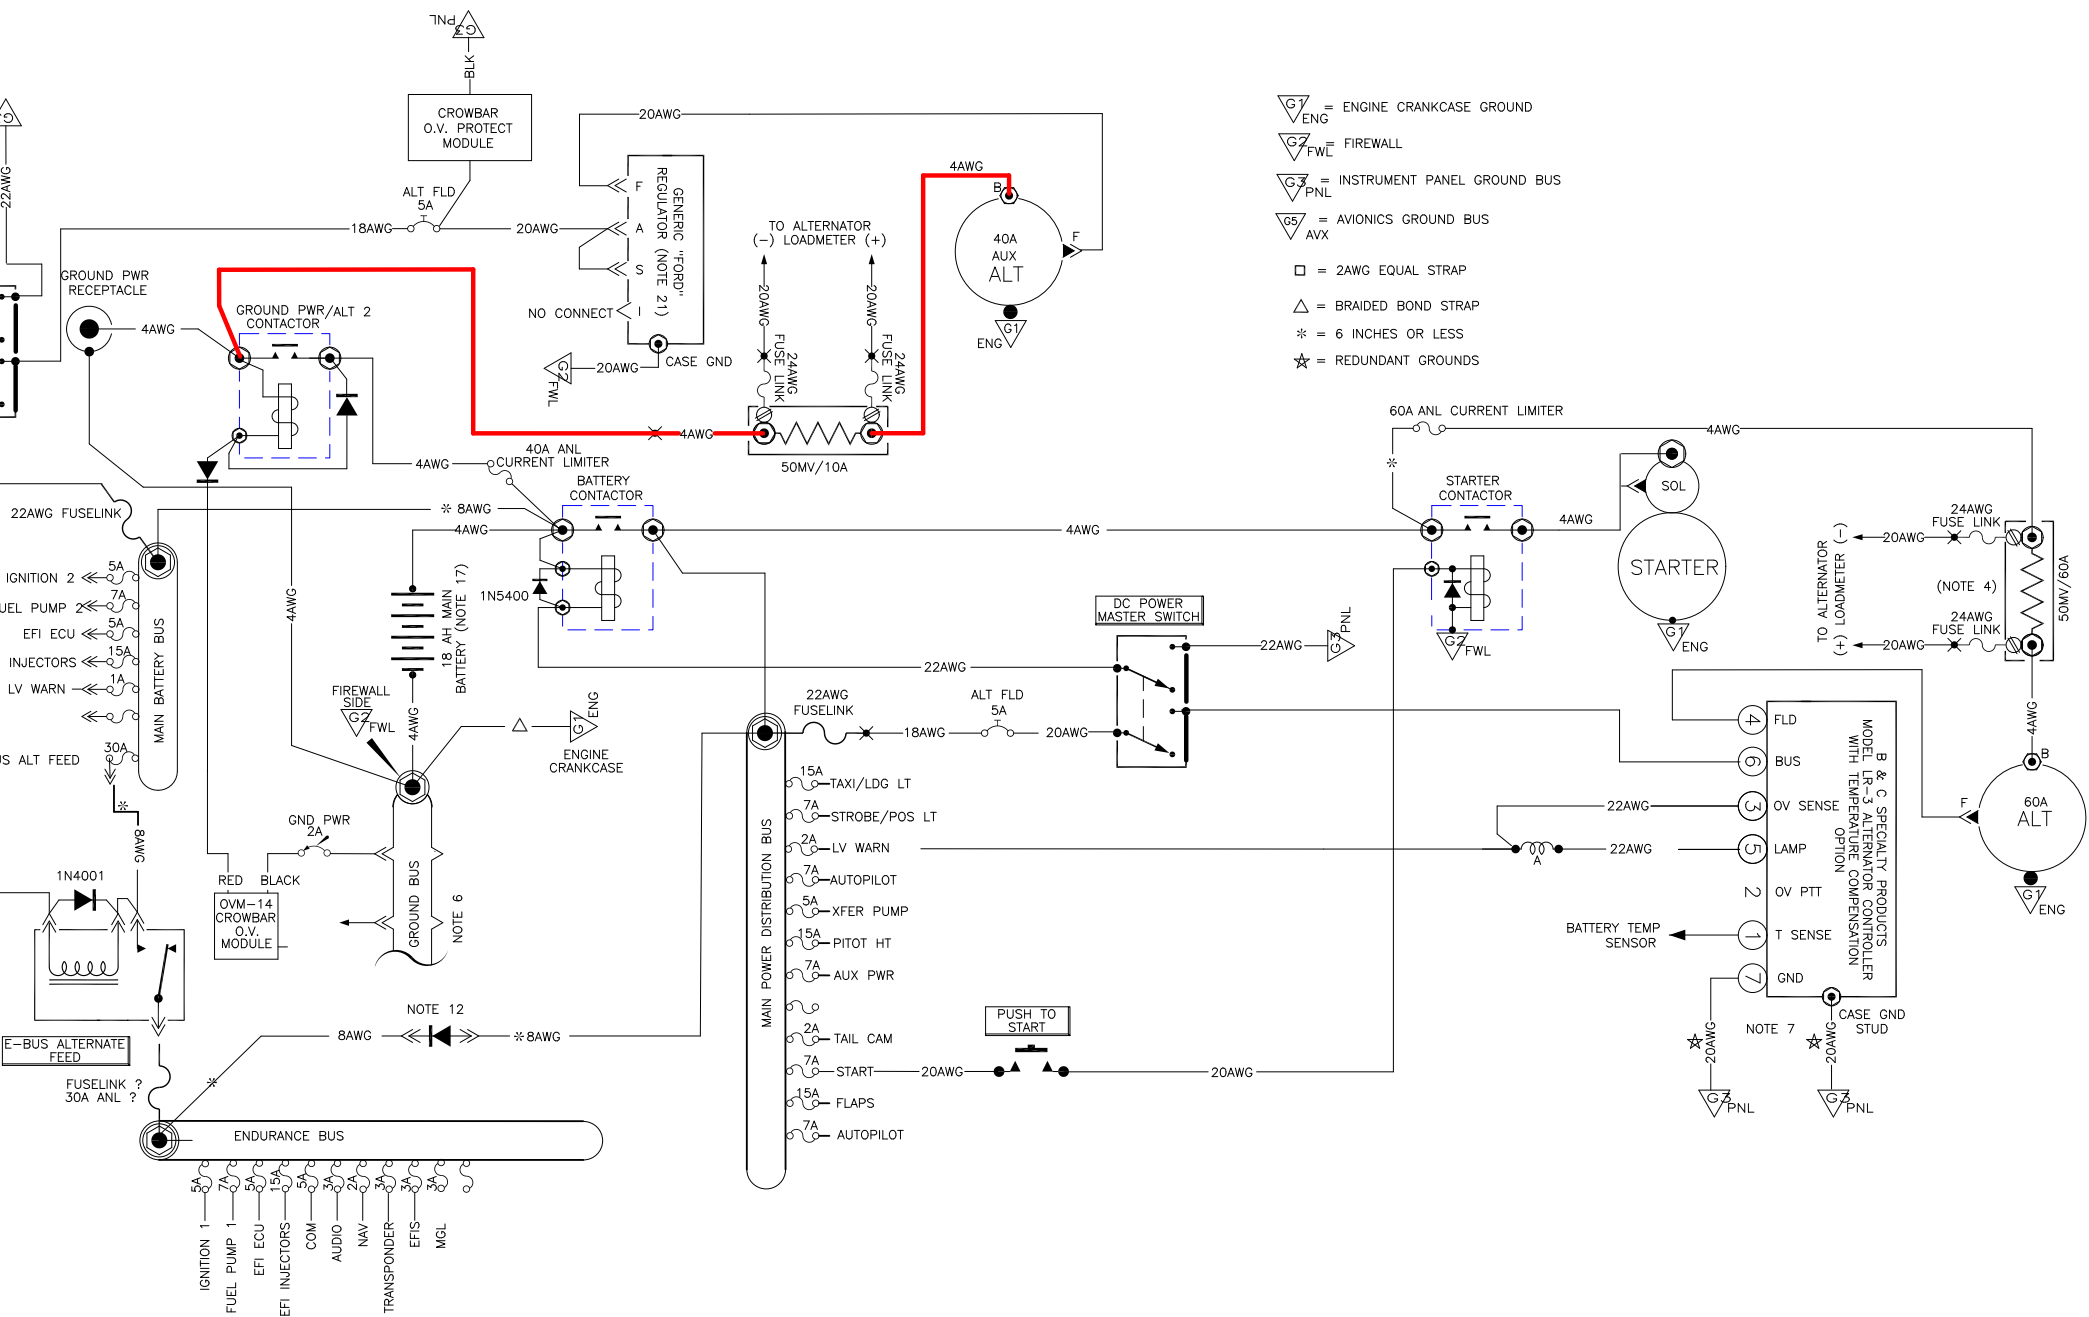 G3
PNL
BLK
CROWBAR
O.V. PROTECT
MODULE
22AWG
ALT FLD
5A
18AWG
20AWG
20AWG
F
A
S
I
GENERIC "FORD"
REGULATOR (NOTE 21)
NO CONNECT
CASE GND
20AWG
G2
FWL
TO ALTERNATOR
(-) LOADMETER (+)
20AWG
20AWG
24AWG
FUSE LINK
24AWG
FUSE LINK
4AWG
50MV/10A
4AWG
B
40A
AUX
ALT
F
G1
ENG
G1
ENG
= ENGINE CRANKCASE GROUND
G2
FWL
= FIREWALL
G3
PNL
= INSTRUMENT PANEL GROUND BUS
G5
AVX
= AVIONICS GROUND BUS
= 2AWG EQUAL STRAP
= BRAIDED BOND STRAP
* = 6 INCHES OR LESS
= REDUNDANT GROUNDS
GROUND PWR
RECEPTACLE
4AWG
GROUND PWR/ALT 2
CONTACTOR
4AWG
40A ANL
CURRENT LIMITER
BATTERY
CONTACTOR
* 8AWG
4AWG
1N5400
4AWG
60A ANL CURRENT LIMITER
4AWG
*
STARTER
CONTACTOR
4AWG
SOL
STARTER
G1
ENG
G2
FWL
TO ALTERNATOR
(+) LOADMETER (-)
20AWG
24AWG
FUSE LINK
(NOTE 4)
20AWG
24AWG
FUSE LINK
50MV/60A
4AWG
B
60A
ALT
F
G1
ENG
22AWG FUSELINK
IGNITION 2
5A
UEL PUMP 2
7A
EFI ECU
5A
INJECTORS
15A
LV WARN
1A
US ALT FEED
30A
MAIN BATTERY BUS
*
8AWG
4AWG
18 AH MAIN
BATTERY (NOTE 17)
4AWG
FIREWALL
SIDE
G2
FWL
G1
ENG
ENGINE
CRANKCASE
GND PWR
2A
RED
BLACK
OVM-14
CROWBAR
O.V.
MODULE
GROUND BUS
NOTE 6
1N4001
E-BUS ALTERNATE
FEED
FUSELINK ?
30A ANL ?
*
8AWG
NOTE 12
*8AWG
ENDURANCE BUS
5A
7A
5A
15A
5A
3A
2A
3A
3A
3A
IGNITION 1
FUEL PUMP 1
EFI ECU
EFI INJECTORS
COM
AUDIO
NAV
TRANSPONDER
EFIS
MGL
DC POWER
MASTER SWITCH
22AWG
22AWG
G3
PNL
22AWG
FUSELINK
18AWG
ALT FLD
5A
20AWG
MAIN POWER DISTRIBUTION BUS
15A
TAXI/LDG LT
7A
STROBE/POS LT
2A
LV WARN
7A
AUTOPILOT
5A
XFER PUMP
15A
PITOT HT
7A
AUX PWR
2A
TAIL CAM
7A
START
20AWG
15A
FLAPS
7A
AUTOPILOT
PUSH TO
START
20AWG
4
FLD
6
BUS
3
OV SENSE
5
LAMP
2
OV PTT
1
T SENSE
7
GND
B & C SPECIALTY PRODUCTS
MODEL LR-3 ALTERNATOR CONTROLLER
WITH TEMPERATURE COMPENSATION
OPTION
22AWG
A
22AWG
BATTERY TEMP
SENSOR
NOTE 7
CASE GND
STUD
20AWG
20AWG
G3
PNL
G3
PNL